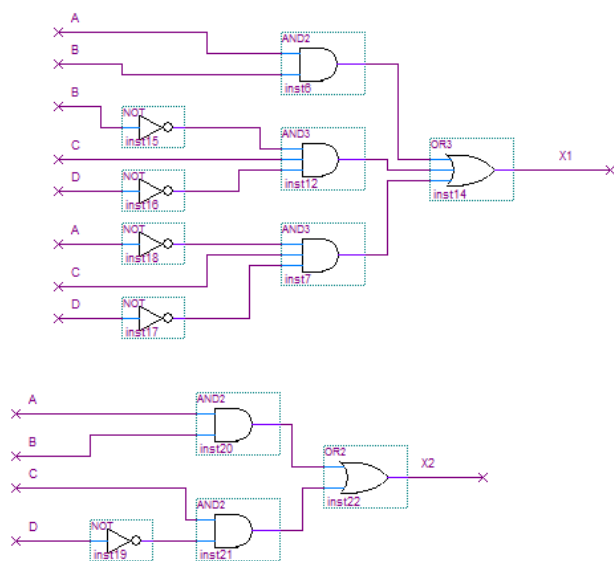 A
AND2
B
inst6
B
NOT
inst15
AND3
C
OR3
X1
D
NOT
inst12
inst16
inst14
A
NOT
AND3
inst18
C
inst7
D
NOT
inst17
A
AND2
B
inst20
OR2
X2
C
AND2
inst22
D
NOT
inst19
inst21